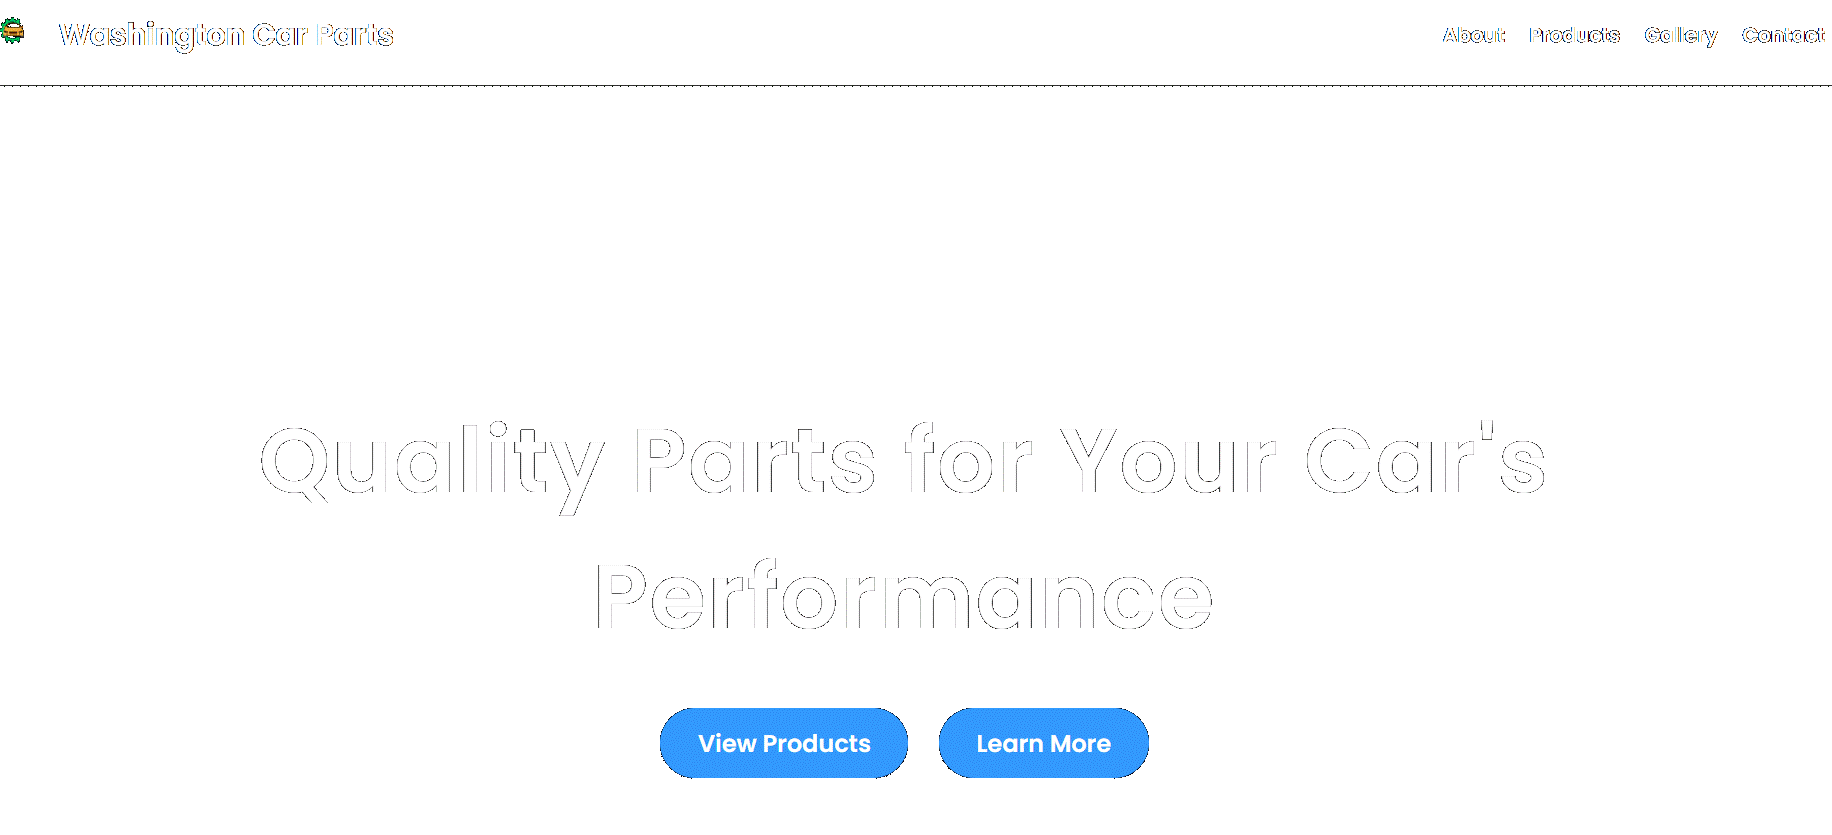 Washington Car Parts
About Products Gallery Contact
Quality Parts for Your Car's
Performance
View Products
Learn More